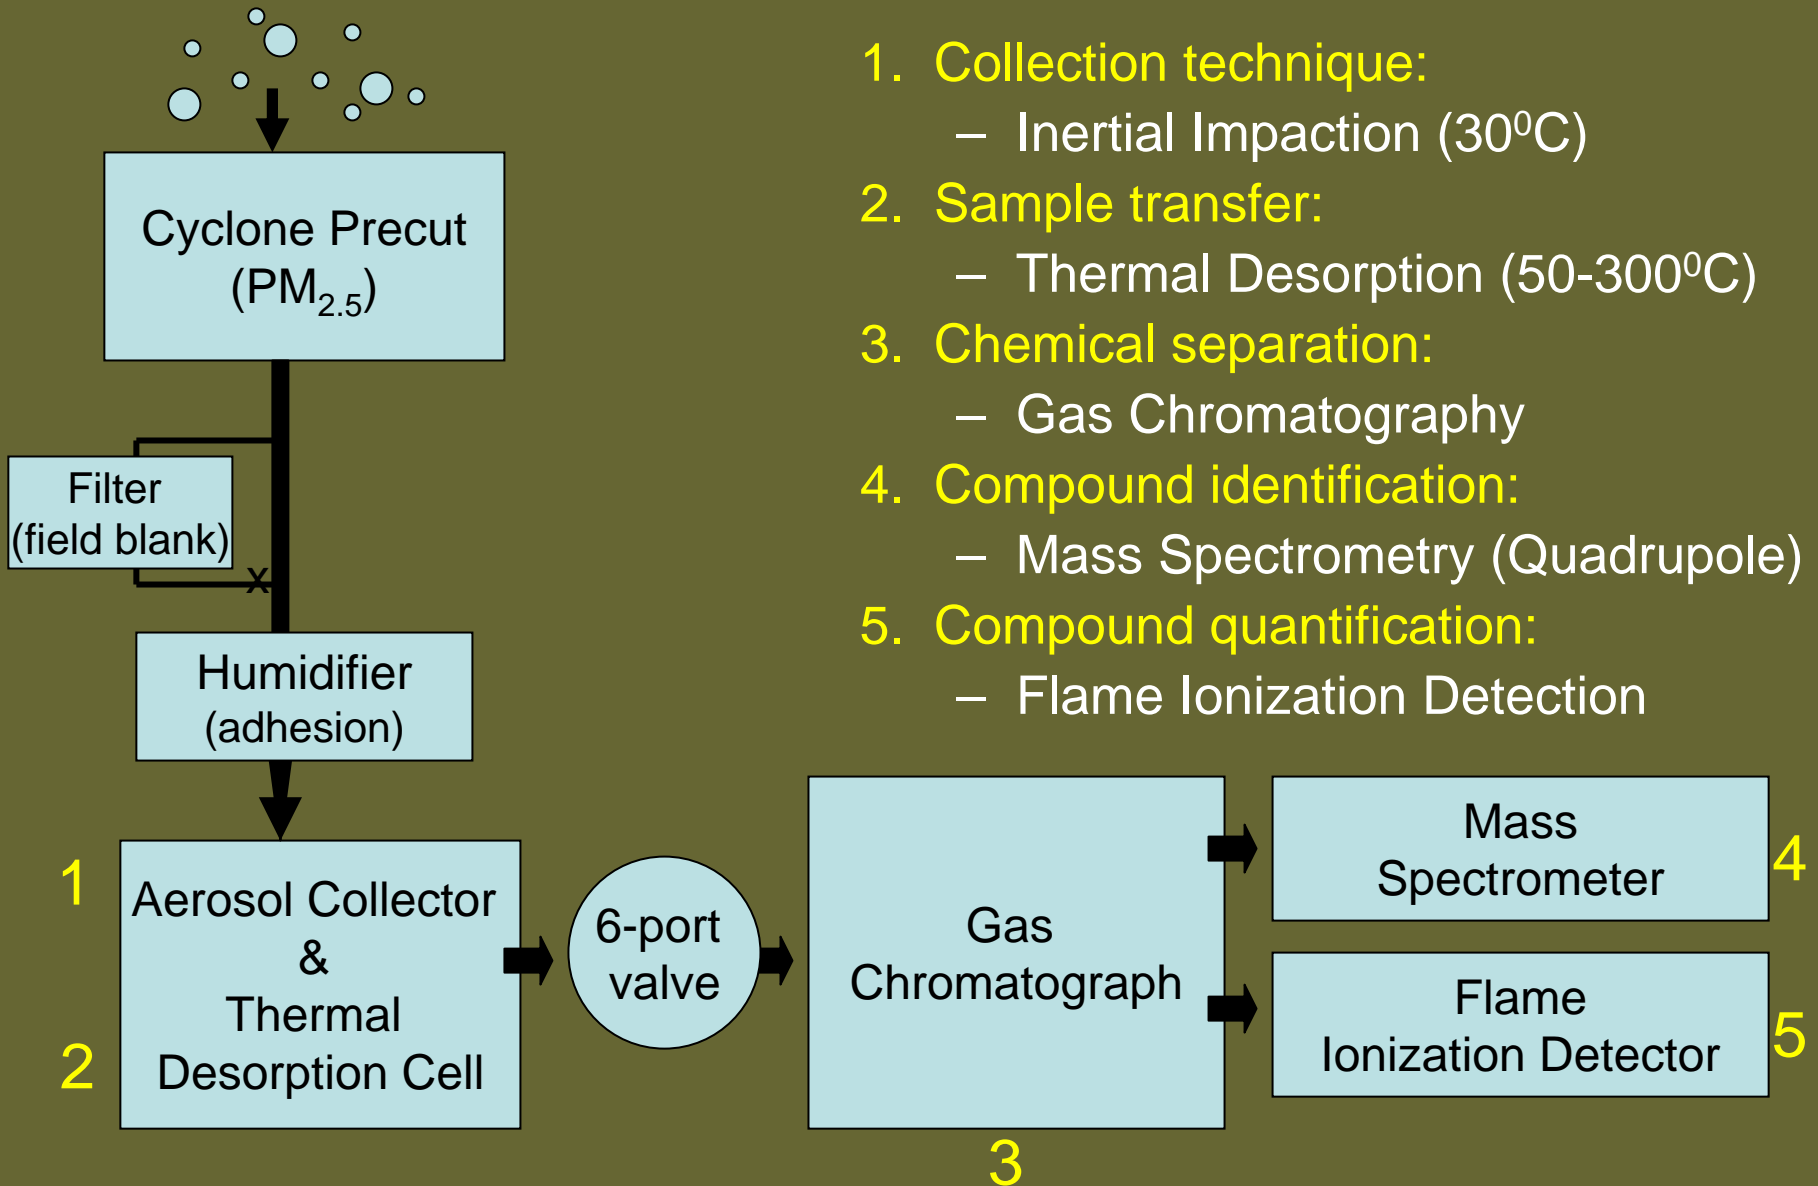 1. Collection technique:
– Inertial Impaction (30⁰C)
2. Sample transfer:
– Thermal Desorption (50-300⁰C)
3. Chemical separation:
– Gas Chromatography
4. Compound identification:
– Mass Spectrometry (Quadrupole)
5. Compound quantification:
– Flame Ionization Detection
Cyclone Precut
(PM₂.₅)
Filter
(field blank)
x
Humidifier
(adhesion)
1
2
Aerosol Collector
&
Thermal
Desorption Cell
6-port
valve
Gas
Chromatograph
3
Mass
Spectrometer
4
Flame
Ionization Detector
5